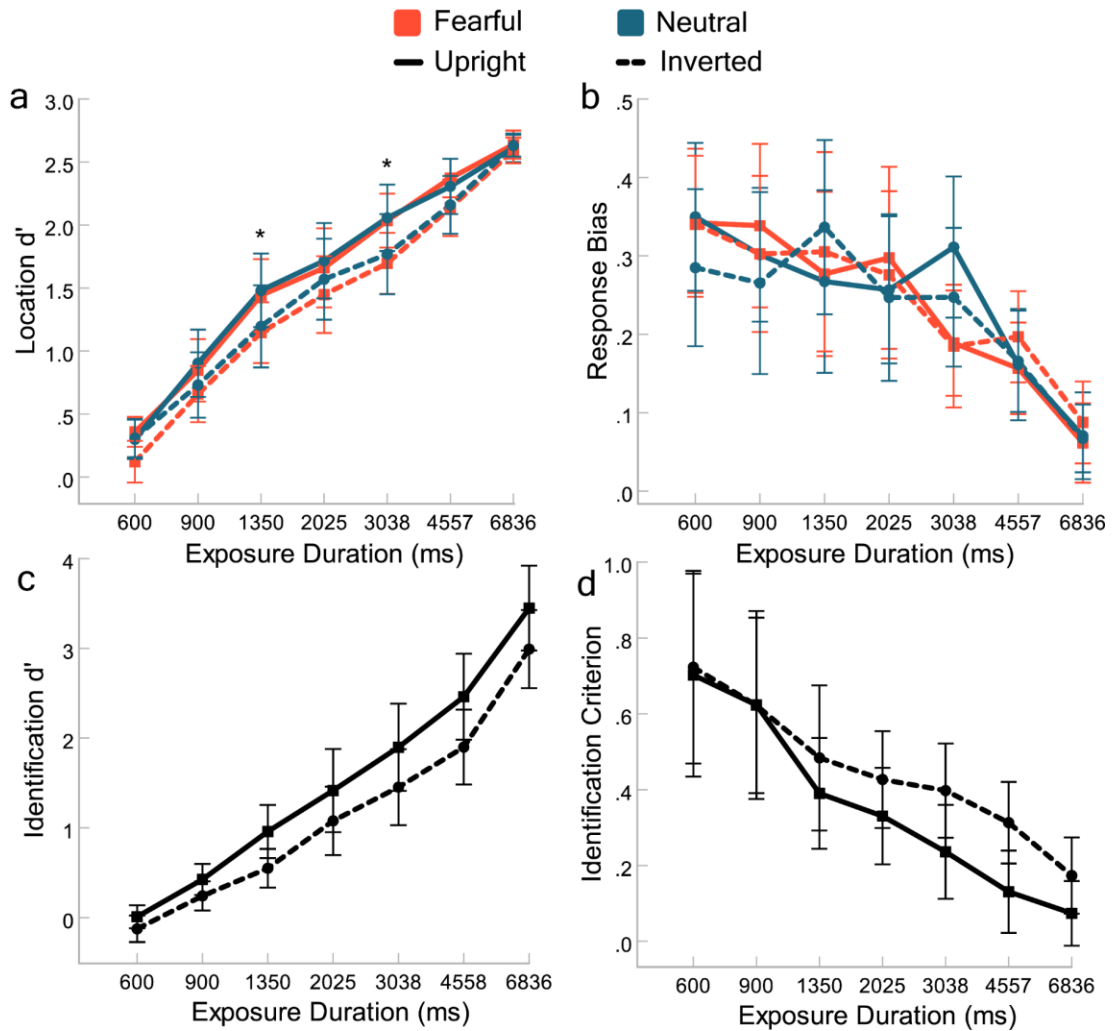 Fearful Neutral
Upright Inverted
a
3.0
2.5
2.0
1.5
1.0
.5
.0
Location d'
*
*
600 900 1350 2025 3038 4557 6836
Exposure Duration (ms)
b
.5
.4
.3
.2
.1
.0
Response Bias
600 900 1350 2025 3038 4557 6836
Exposure Duration (ms)
c
4
3
2
1
0
Identification d'
600 900 1350 2025 3038 4558 6836
Exposure Duration (ms)
d
1.0
.8
.6
.4
.2
.0
Identification Criterion
600 900 1350 2025 3038 4557 6836
Exposure Duration (ms)